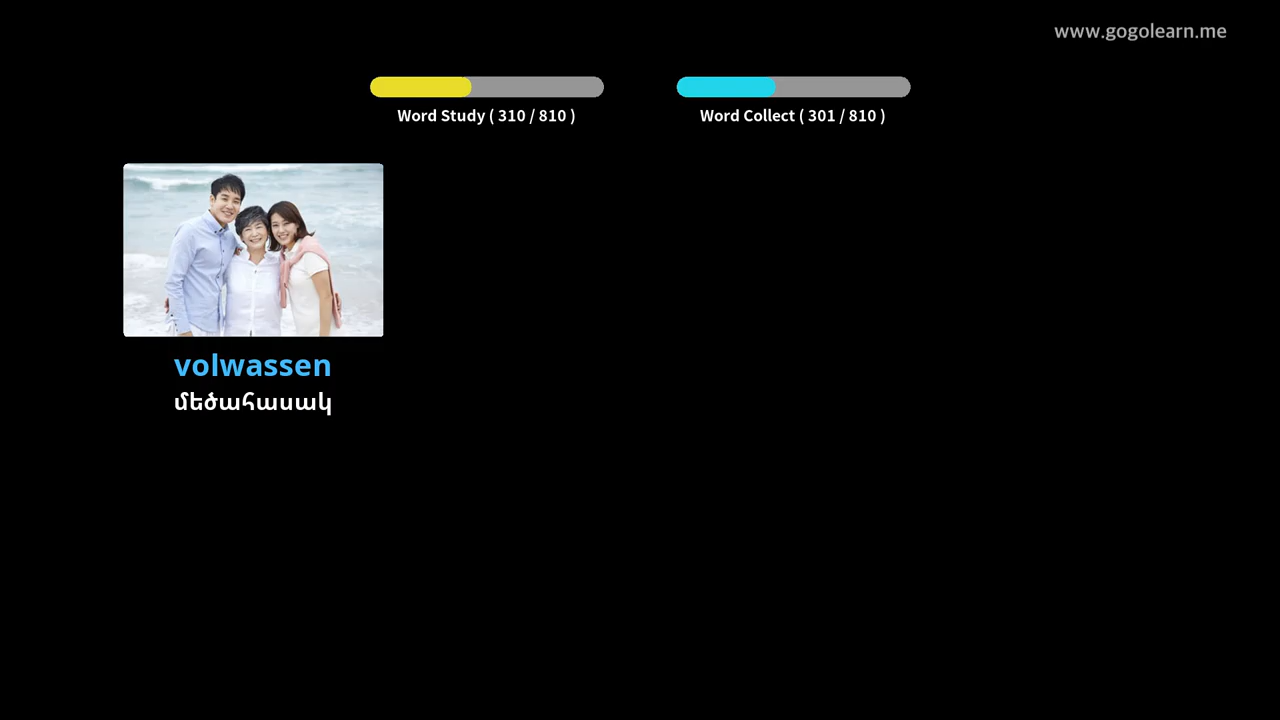 www.gogolearn.me
Word Study ( 310 / 810 )
Word Collect ( 301 / 810 )
volwassen
մեծահասակ